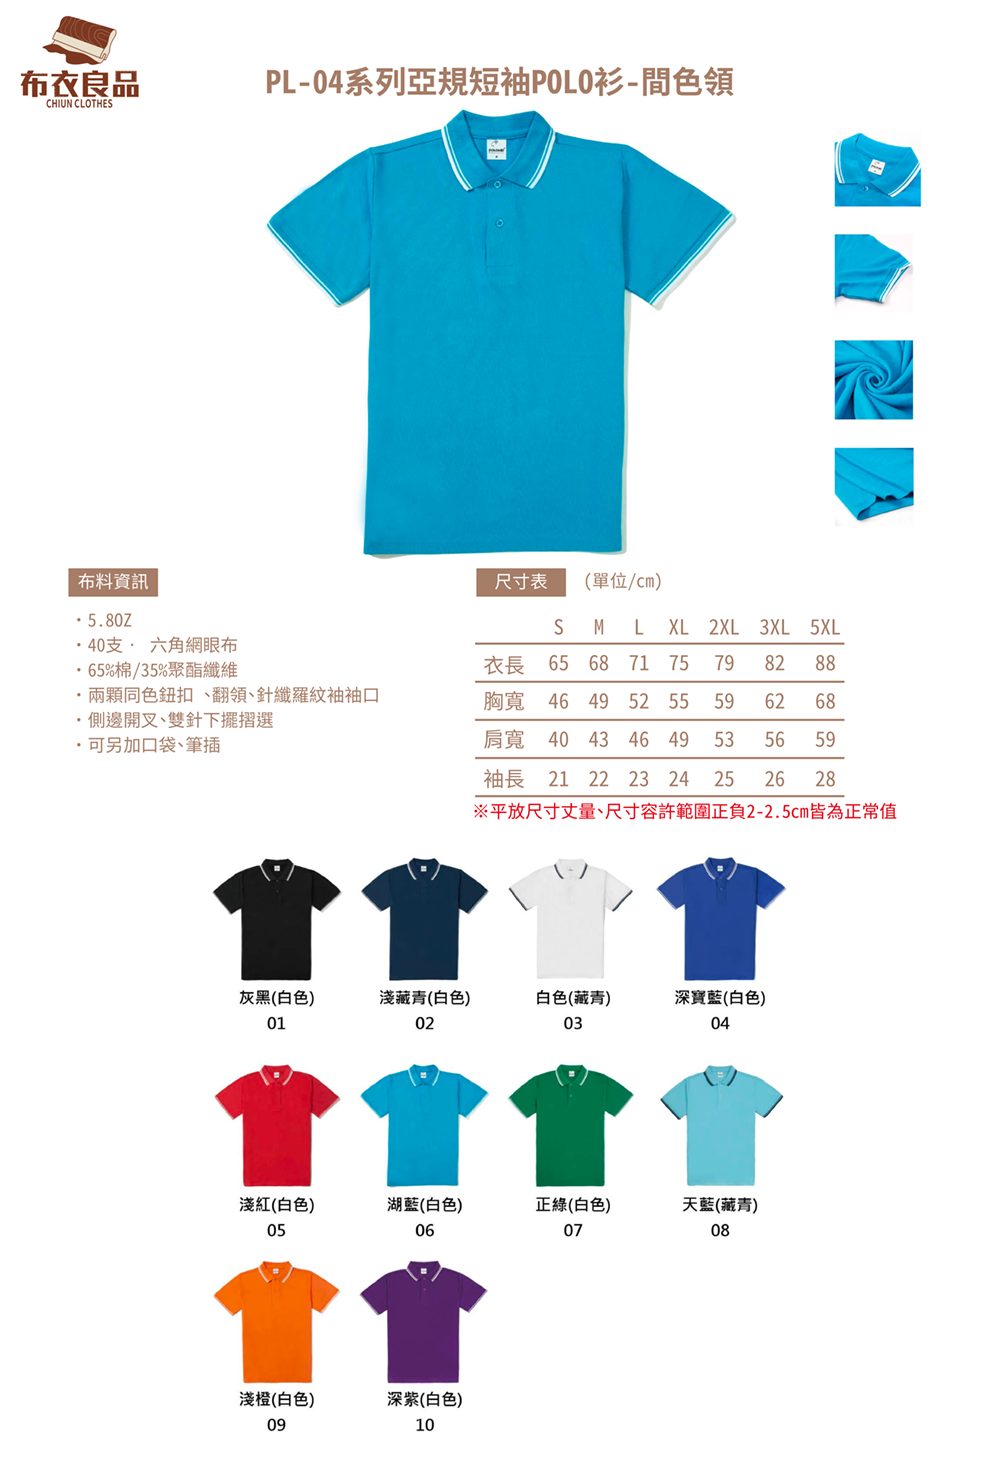 布衣良品
CHIUN CLOTHES
PL-04系列亞規短袖POLO衫-間色領
布料資訊
・5.8OZ
・40支· 六角網眼布
・65%棉/35%聚酯纖維
・兩顆同色鈕扣、翻領、針纖羅紋袖袖口
・側邊開叉、雙針下擺摺選
・可另加口袋、筆插
尺寸表 (單位/cm)
S M L XL 2XL 3XL 5XL
衣長 65 68 71 75 79 82 88
胸寬 46 49 52 55 59 62 68
肩寬 40 43 46 49 53 56 59
袖長 21 22 23 24 25 26 28
※平放尺寸丈量、尺寸容許範圍正負2-2.5cm皆為正常值
灰黑(白色) 淺藏青(白色) 白色(藏青) 深寶藍(白色)
01 02 03 04
淺紅(白色) 湖藍(白色) 正綠(白色) 天藍(藏青)
05 06 07 08
淺橙(白色) 深紫(白色)
09 10